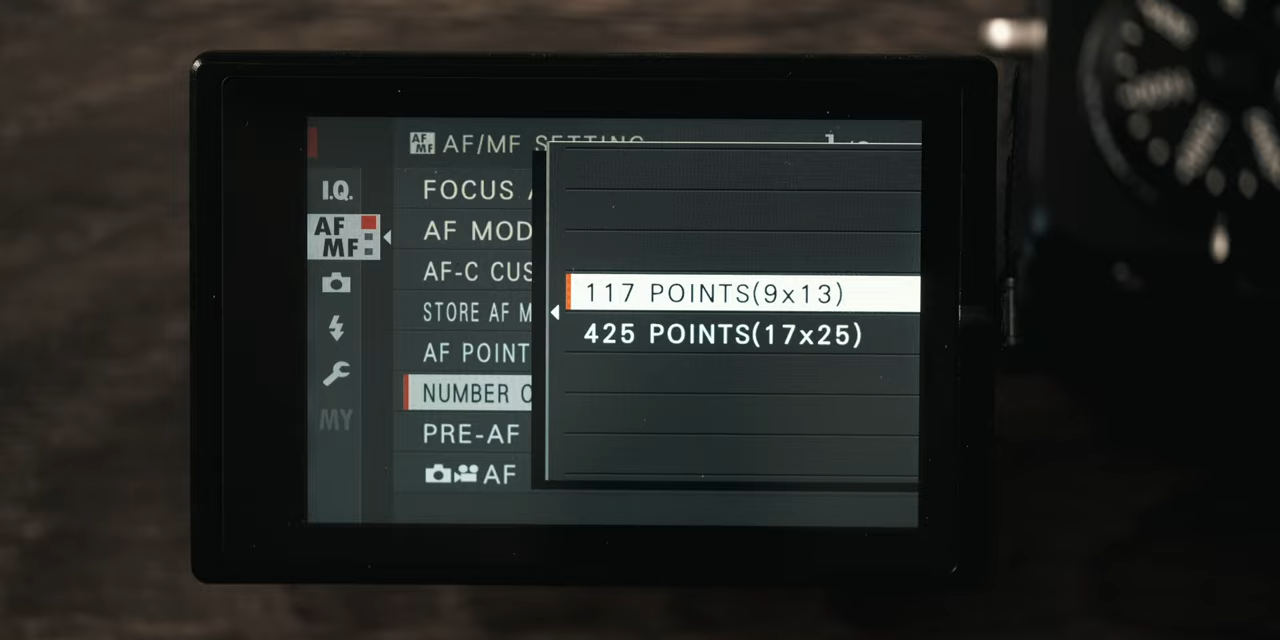 AF MF AF/MF SETTING
I.Q.
FOCUS
AF MF
AF MOD
AF-C CUS
STORE AF M
AF POINT
NUMBER O
PRE-AF
AF
MY
117 POINTS(9x13)
425 POINTS(17x25)